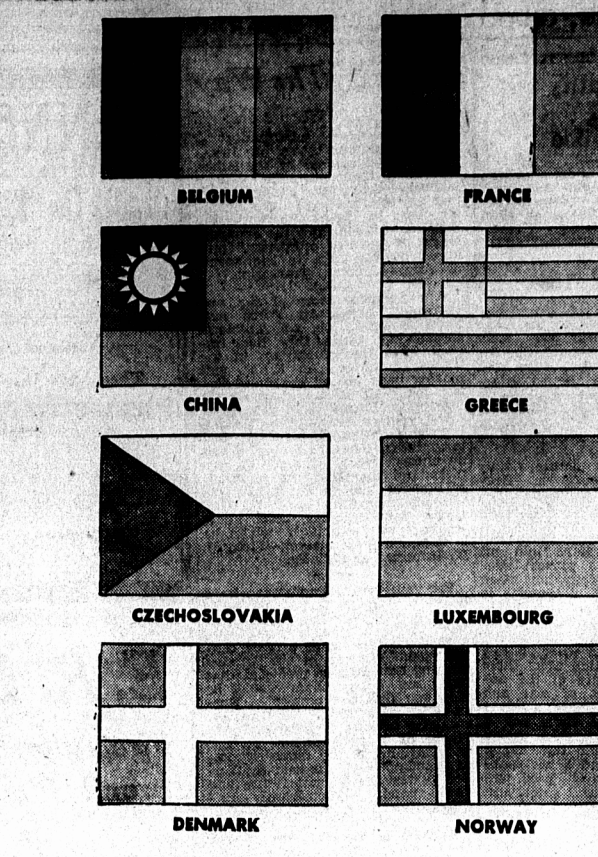 BELGIUM
FRANCE
CHINA
GREECE
CZECHOSLOVAKIA
LUXEMBOURG
DENMARK
NORWAY